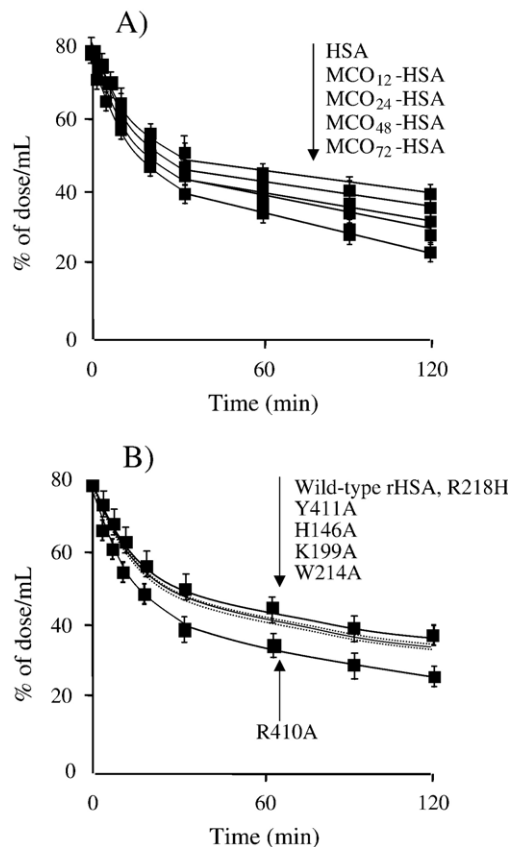 A)
80
60
40
20
0
% of dose/mL
HSA
MCO₁₂-HSA
MCO₂₄-HSA
MCO₄₈-HSA
MCO₇₂-HSA
0 60 120
Time (min)
B)
80
60
40
20
0
% of dose/mL
Wild-type rHSA, R218H
Y411A
H146A
K199A
W214A
R410A
0 60 120
Time (min)